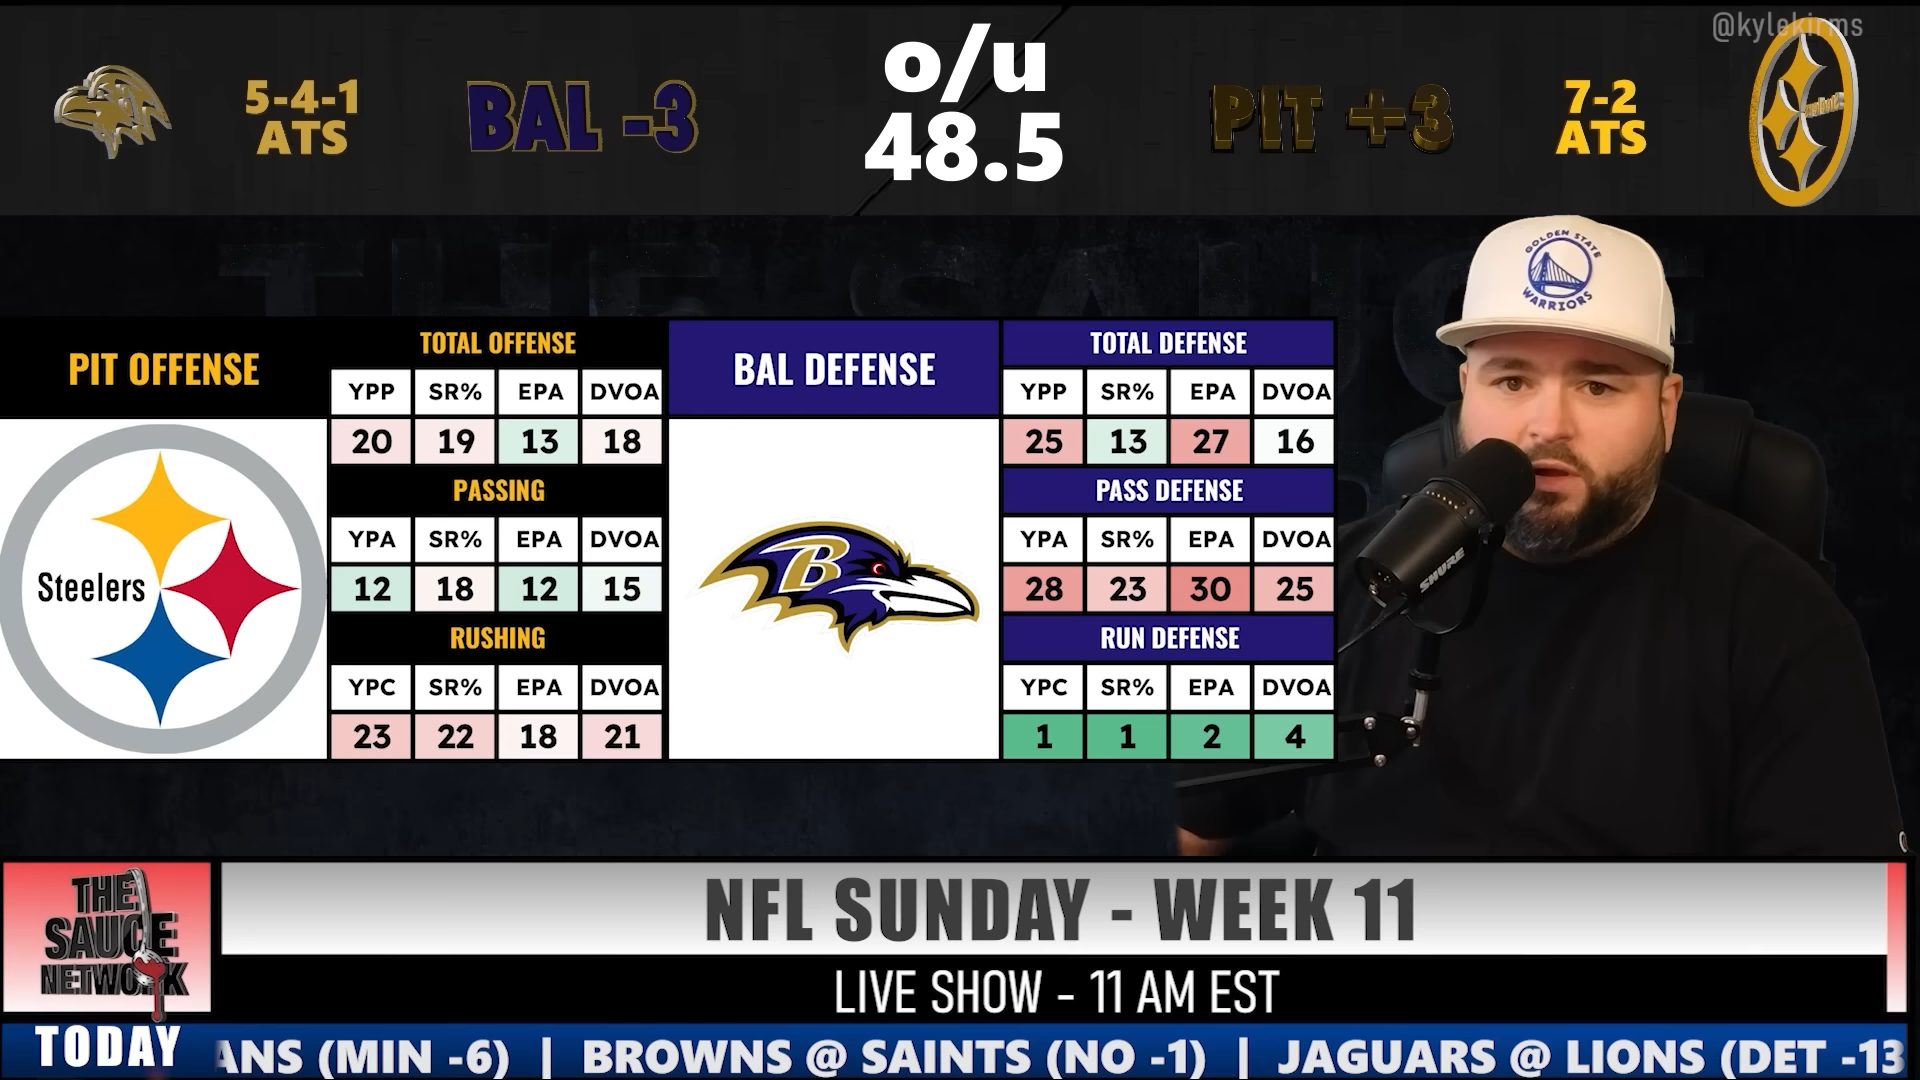 @kylekirms
5-4-1
ATS
BAL -3
o/u
48.5
PIT +3
7-2
ATS
GOLDEN STATE
WARRIORS
PIT OFFENSE
TOTAL OFFENSE
YPP SR% EPA DVOA
20 19 13 18
PASSING
YPA SR% EPA DVOA
12 18 12 15
RUSHING
YPC SR% EPA DVOA
23 22 18 21
Steelers
BAL DEFENSE
B
TOTAL DEFENSE
YPP SR% EPA DVOA
25 13 27 16
PASS DEFENSE
YPA SR% EPA DVOA
28 23 30 25
RUN DEFENSE
YPC SR% EPA DVOA
1 1 2 4
SHURE
THE
SAUCE
NETWORK
NFL SUNDAY - WEEK 11
LIVE SHOW - 11 AM EST
TODAY
ANS (MIN -6) | BROWNS @ SAINTS (NO -1) | JAGUARS @ LIONS (DET -13